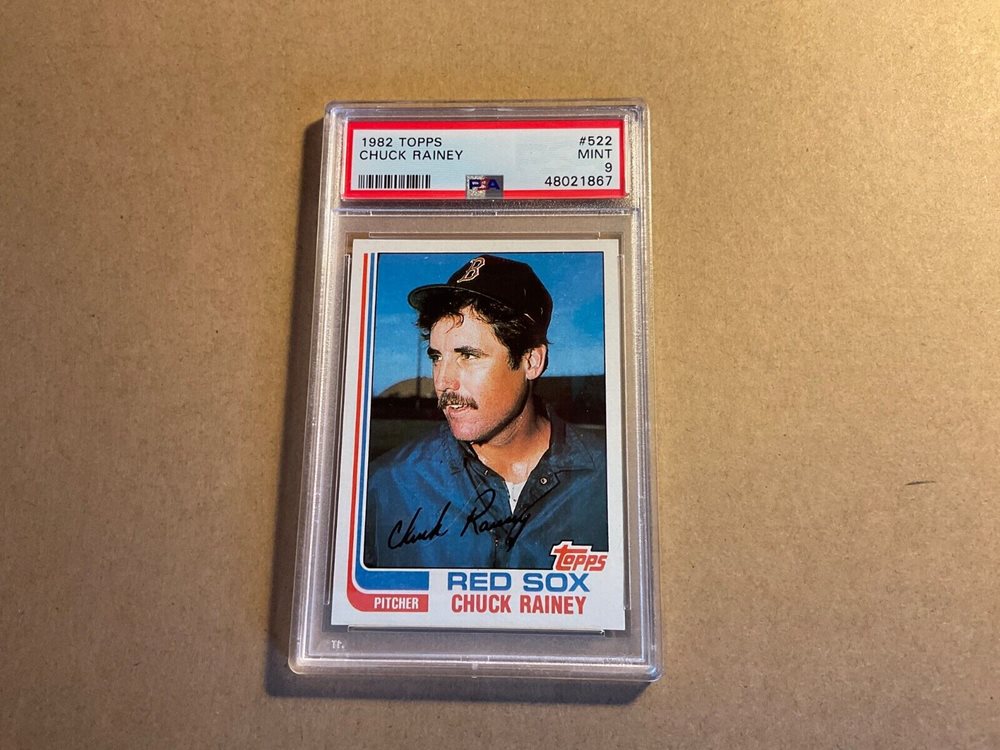 1982 TOPPS #522
CHUCK RAINEY MINT
9
PSA 48021867
B
Chuck Rainey
topps
RED SOX
PITCHER CHUCK RAINEY